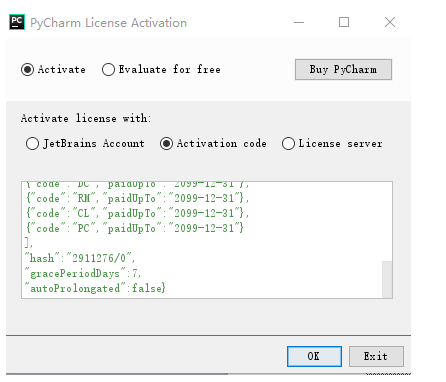 PC PyCharm License Activation
Activate Evaluate for free Buy PyCharm
Activate license with:
JetBrains Account Activation code License server
{"code":"DC","paidUpTo":"2099-12-31"},
{"code":"RM","paidUpTo":"2099-12-31"},
{"code":"CL","paidUpTo":"2099-12-31"},
{"code":"PC","paidUpTo":"2099-12-31"}
],
"hash":"2911276/0",
"gracePeriodDays":7,
"autoProlongated":false}
OK Exit